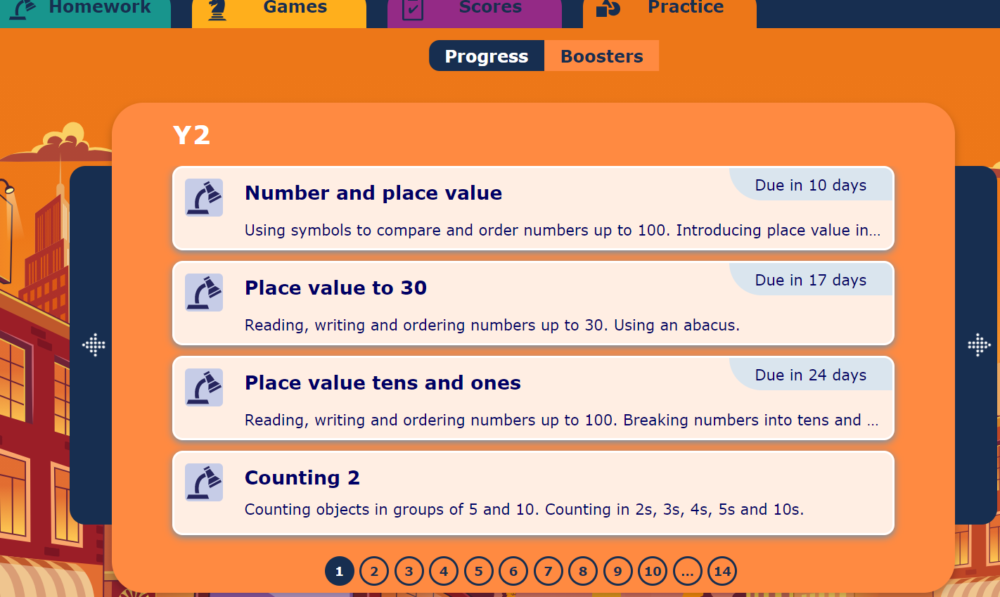 Homework Games Scores Practice
Progress Boosters
Y2
Number and place value
Due in 10 days
Using symbols to compare and order numbers up to 100. Introducing place value in...
Place value to 30
Due in 17 days
Reading, writing and ordering numbers up to 30. Using an abacus.
Place value tens and ones
Due in 24 days
Reading, writing and ordering numbers up to 100. Breaking numbers into tens and ...
Counting 2
Counting objects in groups of 5 and 10. Counting in 2s, 3s, 4s, 5s and 10s.
1 2 3 4 5 6 7 8 9 10 ... 14